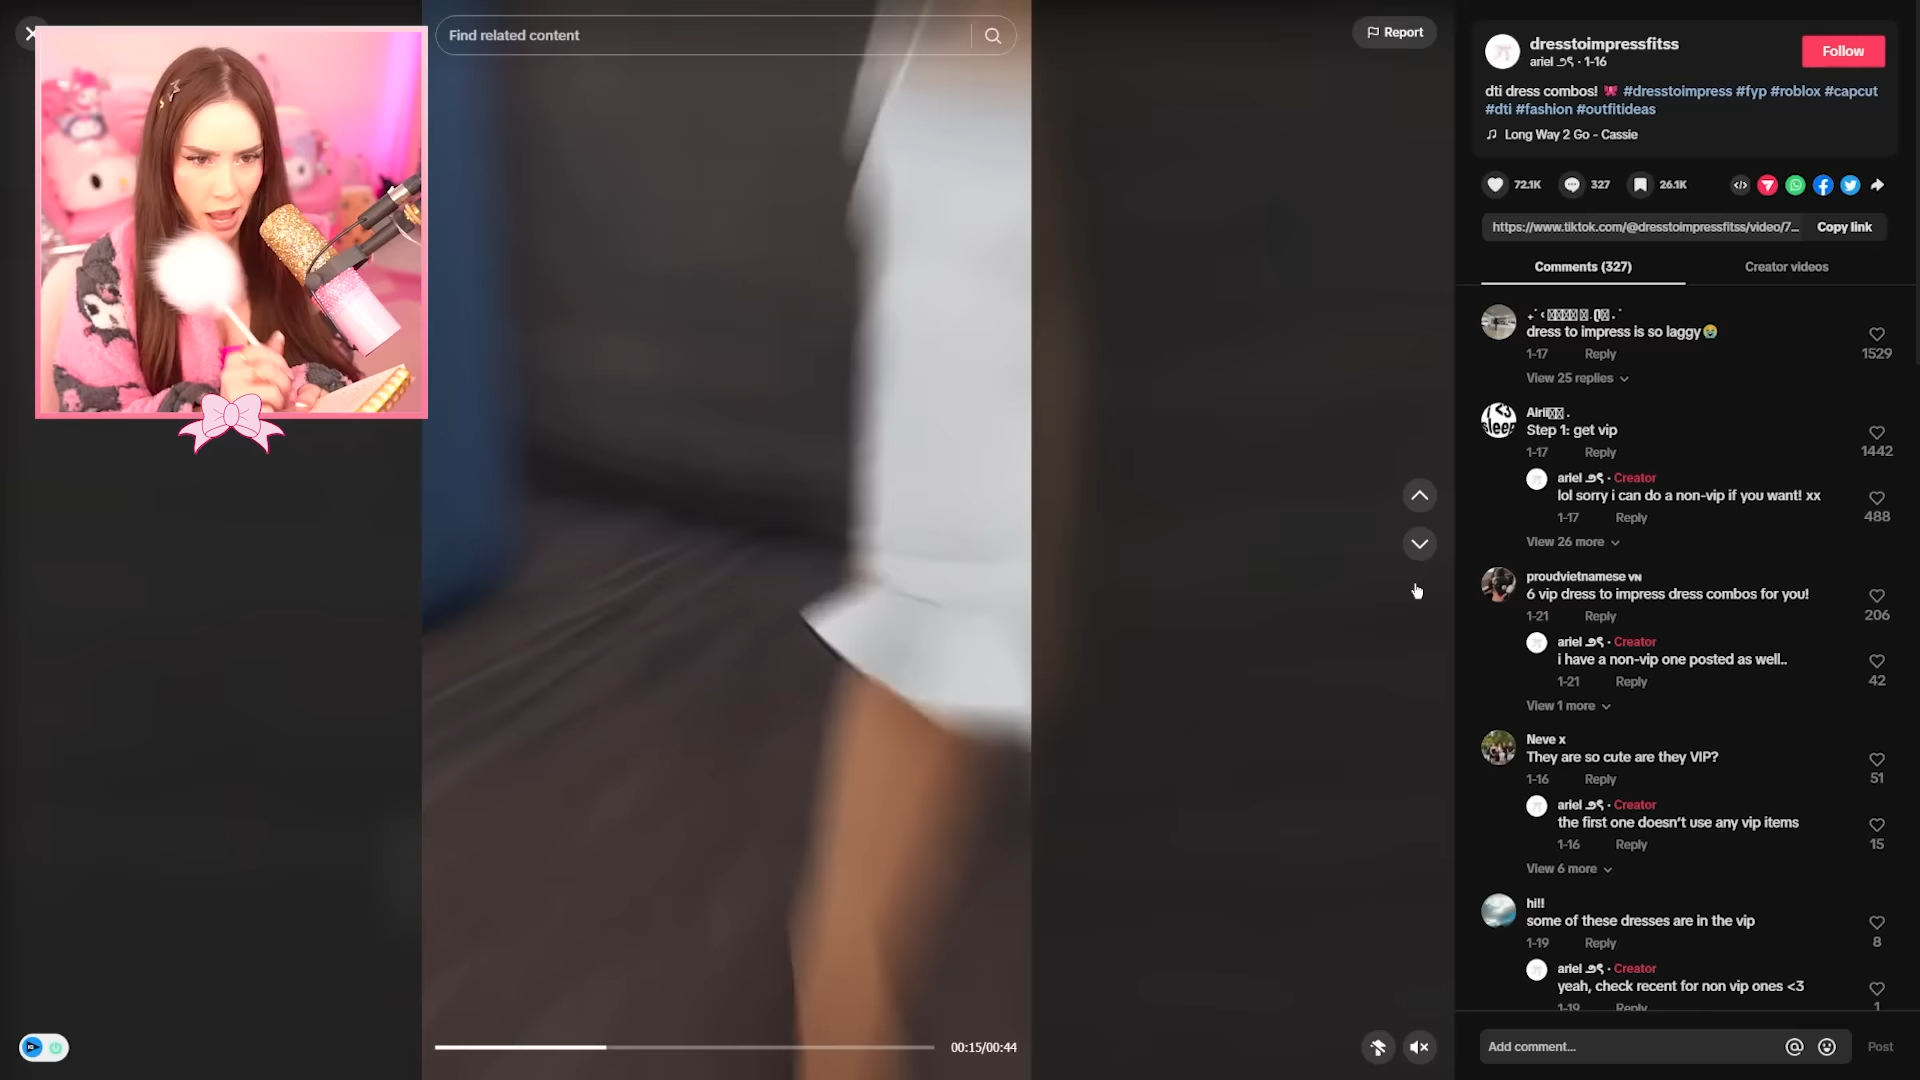 Find related content
Report
dresstoimpressfitss
ariel · 1-16
Follow
dti dress combos! 🎀 #dresstoimpress #fyp #roblox #capcut
#dti #fashion #outfitideas
♫ Long Way 2 Go - Cassie
72.1K
327
26.1K
https://www.tiktok.com/@dresstoimpressfitss/video/7...
Copy link
Comments (327)
Creator videos
dress to impress is so laggy😭
1-17 Reply
1529
View 25 replies
<3
sleep
Airii
Step 1: get vip
1-17 Reply
1442
ariel · Creator
lol sorry i can do a non-vip if you want! xx
1-17 Reply
488
View 26 more
proudvietnamese VN
6 vip dress to impress dress combos for you!
1-21 Reply
206
ariel · Creator
i have a non-vip one posted as well..
1-21 Reply
42
View 1 more
Neve x
They are so cute are they VIP?
1-16 Reply
51
ariel · Creator
the first one doesn't use any vip items
1-16 Reply
15
View 6 more
hi!!
some of these dresses are in the vip
1-19 Reply
8
ariel · Creator
yeah, check recent for non vip ones <3
1-19 Reply
1
00:15/00:44
Add comment...
@
Post